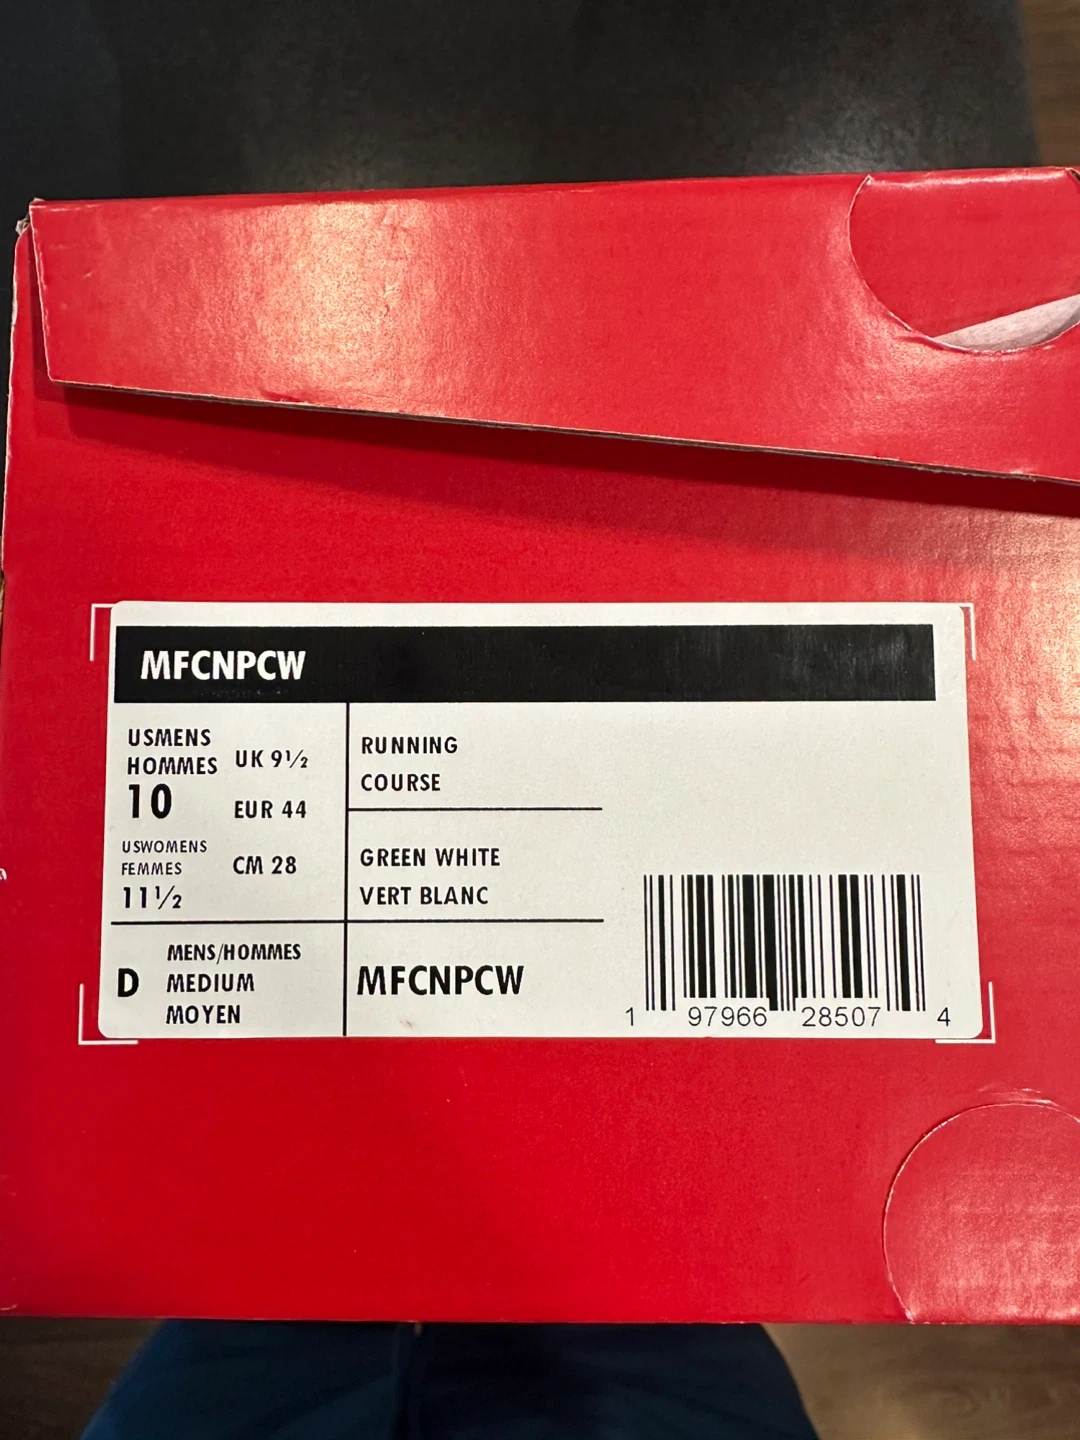 MFCNPCW
USMENS
HOMMES
10
UK 9½
EUR 44
USWOMENS
FEMMES
11½
CM 28
RUNNING
COURSE
GREEN WHITE
VERT BLANC
D
MENS/HOMMES
MEDIUM
MOYEN
MFCNPCW
1 97966 28507 4